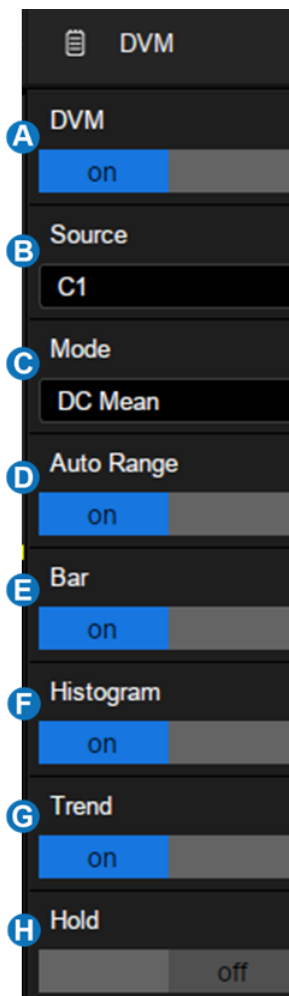 DVM
A
DVM
on
B
Source
C1
C
Mode
DC Mean
D
Auto Range
on
E
Bar
on
F
Histogram
on
G
Trend
on
H
Hold
off